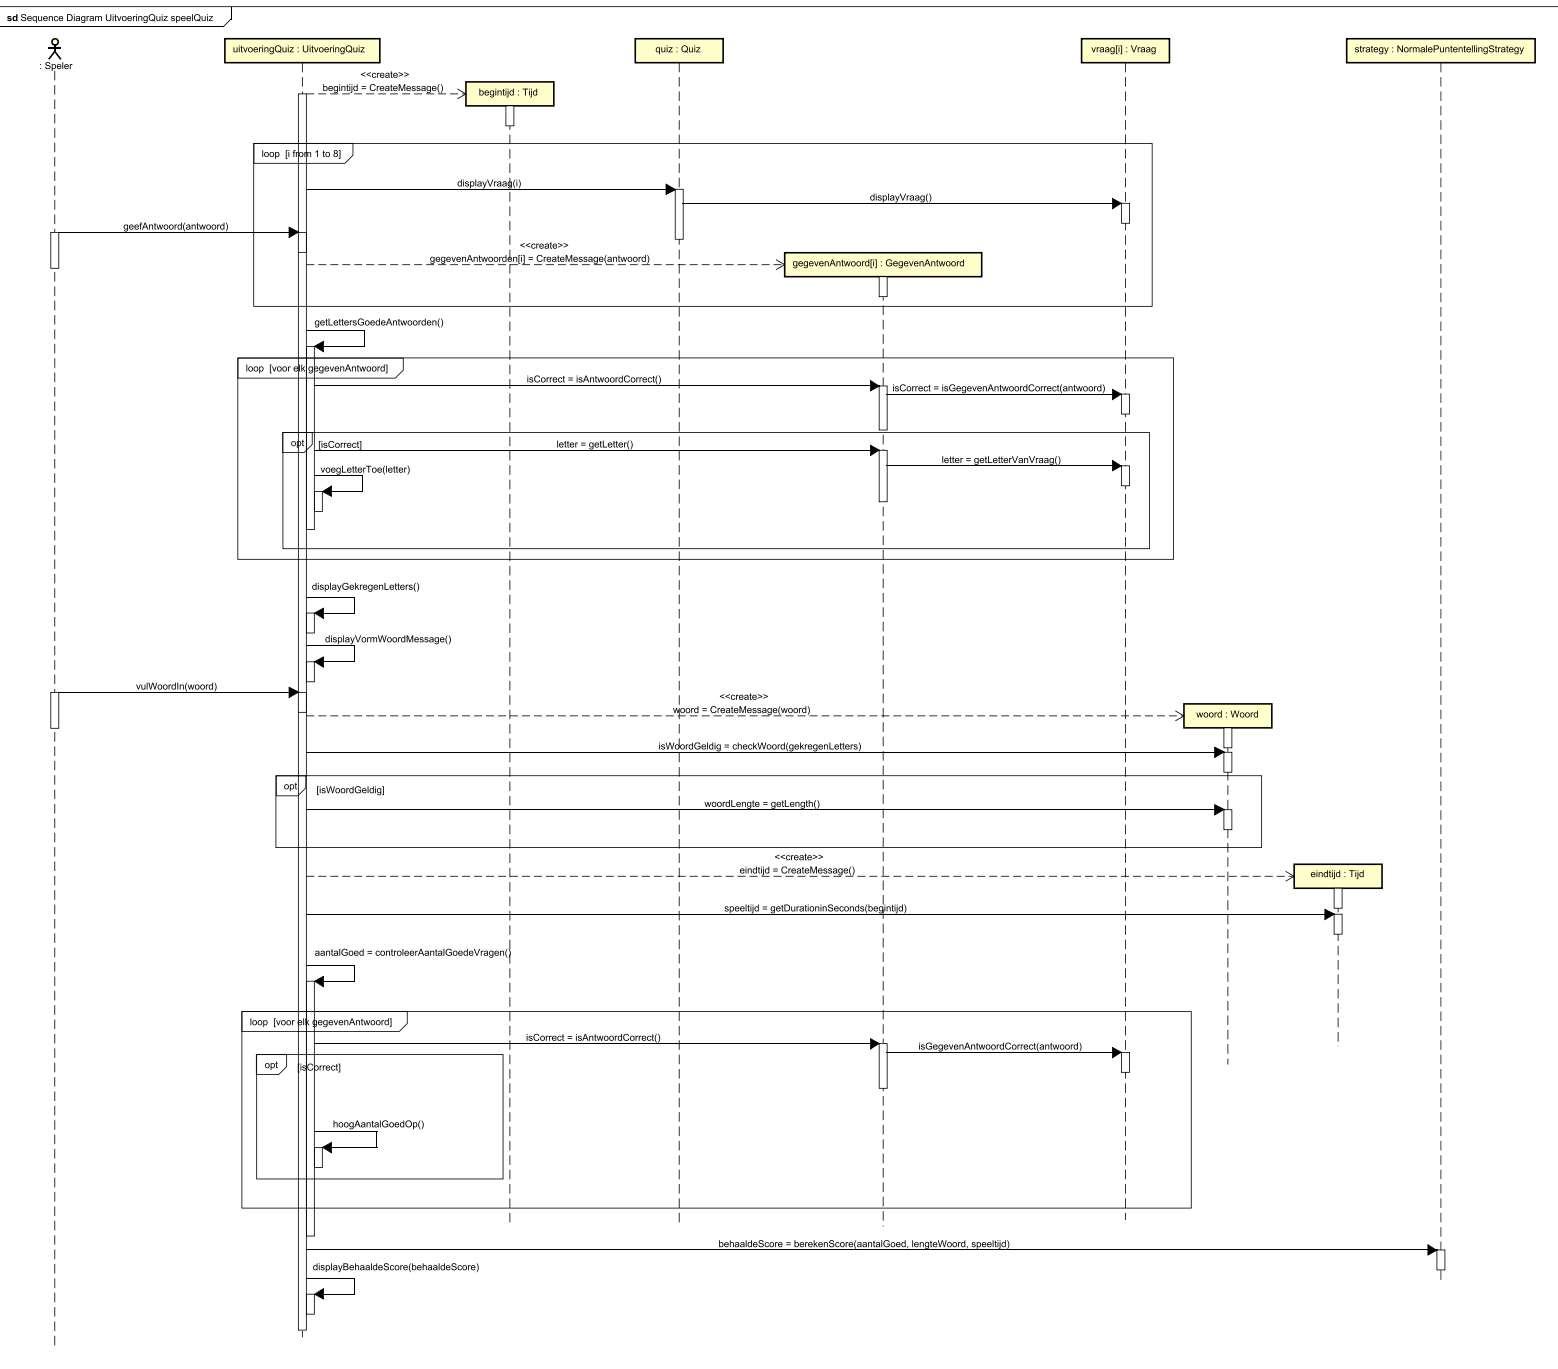 sd Sequence Diagram UitvoeringQuiz speelQuiz
: Speler
uitvoeringQuiz : UitvoeringQuiz
quiz : Quiz
vraag[i] : Vraag
strategy : NormalePuntentellingStrategy
<<create>>
begintijd = CreateMessage()
begintijd : Tijd
loop [i from 1 to 8]
displayVraag(i)
displayVraag()
geefAntwoord(antwoord)
<<create>>
gegevenAntwoorden[i] = CreateMessage(antwoord)
gegevenAntwoord[i] : GegevenAntwoord
getLettersGoedeAntwoorden()
loop [voor elk gegevenAntwoord]
isCorrect = isAntwoordCorrect()
isCorrect = isGegevenAntwoordCorrect(antwoord)
opt [isCorrect]
letter = getLetter()
letter = getLetterVanVraag()
voegLetterToe(letter)
displayGekregenLetters()
displayVormWoordMessage()
vulWoordIn(woord)
<<create>>
woord = CreateMessage(woord)
woord : Woord
isWoordGeldig = checkWoord(gekregenLetters)
opt [isWoordGeldig]
woordLengte = getLength()
<<create>>
eindtijd = CreateMessage()
eindtijd : Tijd
speeltijd = getDurationinSeconds(begintijd)
aantalGoed = controleerAantalGoedeVragen()
loop [voor elk gegevenAntwoord]
isCorrect = isAntwoordCorrect()
isGegevenAntwoordCorrect(antwoord)
opt [isCorrect]
hoogAantalGoedOp()
behaaldeScore = berekenScore(aantalGoed, lengteWoord, speeltijd)
displayBehaaldeScore(behaaldeScore)